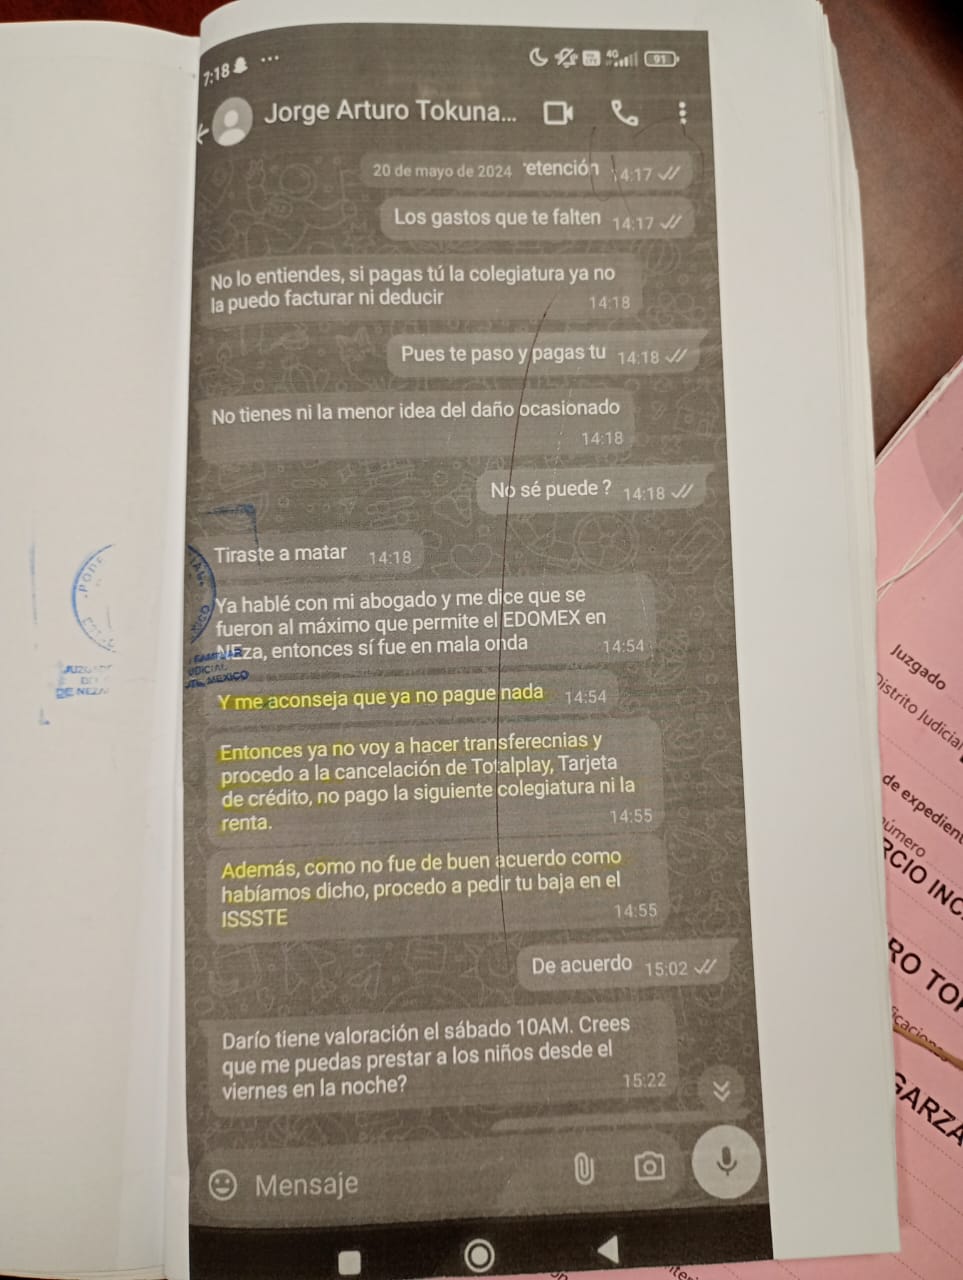 7:18
4G
91
Jorge Arturo Tokuna...
20 de mayo de 2024
etención 14:17
Los gastos que te falten 14:17
No lo entiendes, si pagas tú la colegiatura ya no
la puedo facturar ni deducir 14:18
Pues te paso y pagas tu 14:18
No tienes ni la menor idea del daño ocasionado
14:18
No sé puede ? 14:18
Tiraste a matar 14:18
Ya hablé con mi abogado y me dice que se
fueron al máximo que permite el EDOMEX en
NEza, entonces sí fue en mala onda 14:54
Y me aconseja que ya no pague nada 14:54
Entonces ya no voy a hacer transferecnias y
procedo a la cancelación de Totalplay, Tarjeta
de crédito, no pago la siguiente colegiatura ni la
renta. 14:55
Además, como no fue de buen acuerdo como
habíamos dicho, procedo a pedir tu baja en el
ISSSTE 14:55
De acuerdo 15:02
Darío tiene valoración el sábado 10AM. Crees
que me puedas prestar a los niños desde el
viernes en la noche? 15:22
Mensaje
DE NEZA
MEXICO
Juzgado
Distrito Judicial
de expedien
número
RCIO INC
RO TO
GARZA